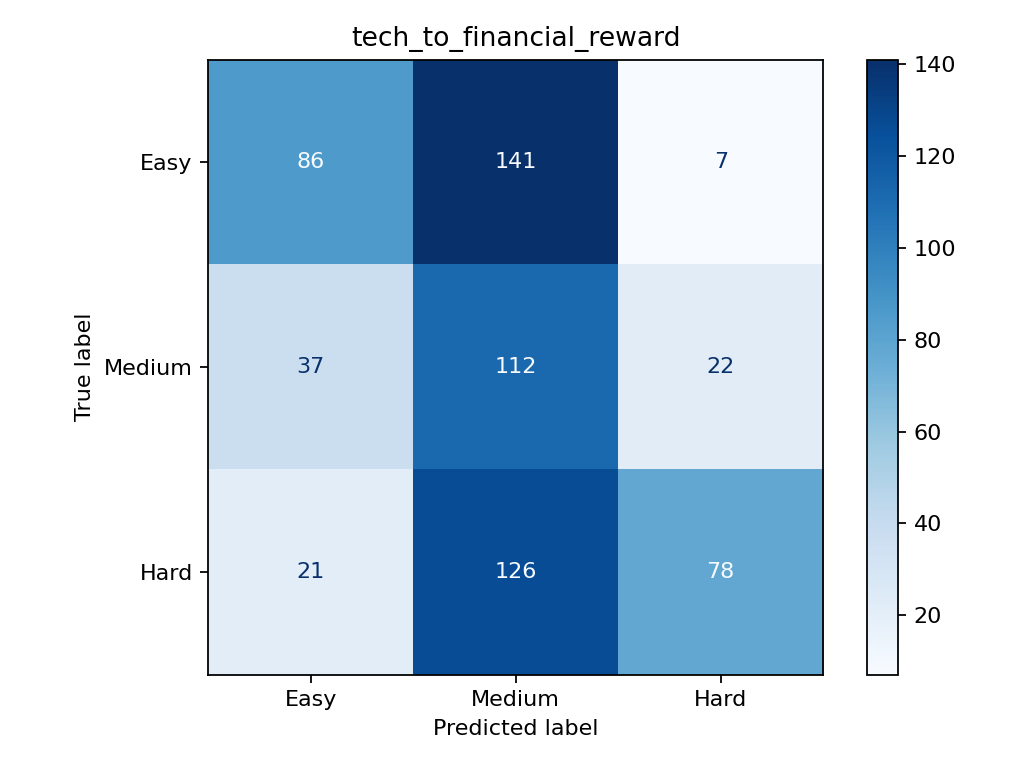 tech_to_financial_reward
True label
Easy
86 141 7
Medium
37 112 22
Hard
21 126 78
Easy Medium Hard
Predicted label
140
120
100
80
60
40
20